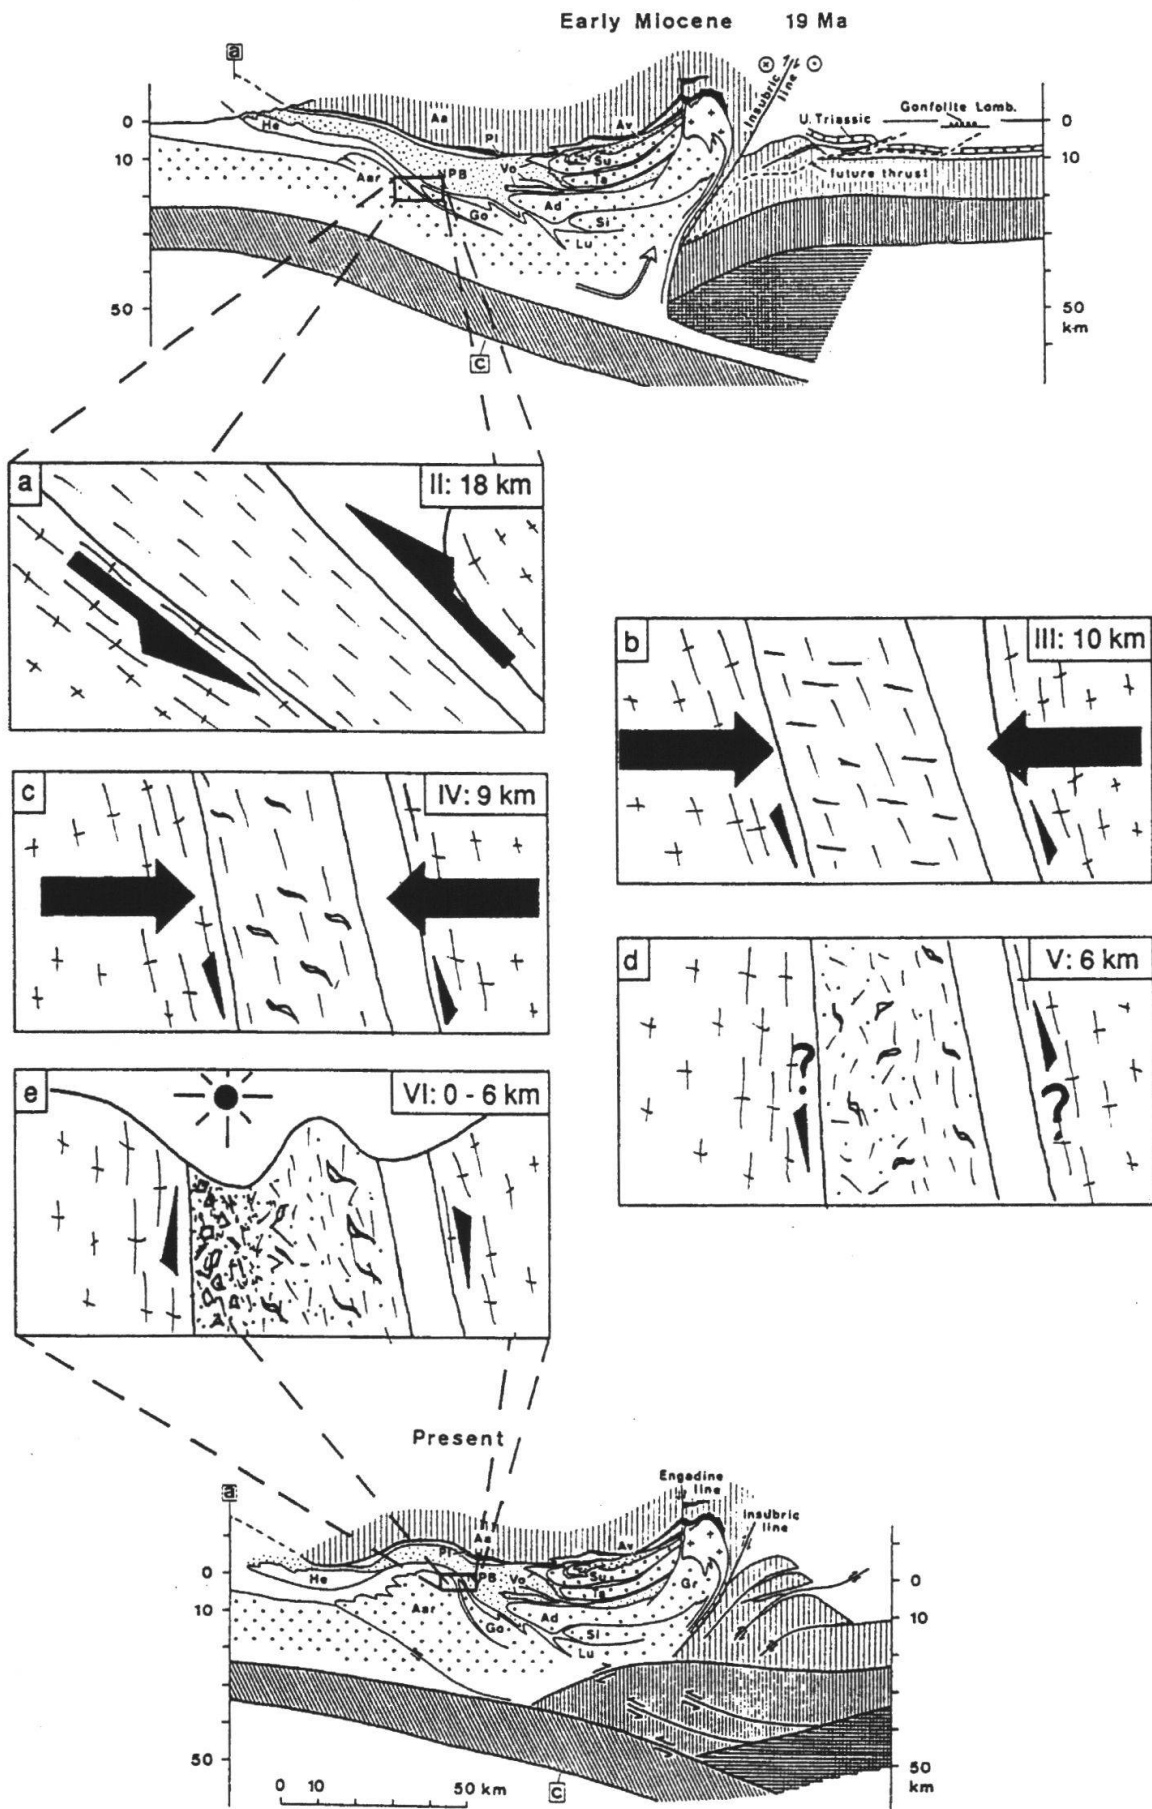 Early Miocene 19 Ma
a
Insubric line
Gonfolite Lomb.
U. Triassic
0
0
He
Aa
Pl
Av
Vo
Su
Ta
10
10
Aar
NPB
future thrust
Go
Ad
Si
Lu
50
50
km
C
a
II: 18 km
b
III: 10 km
c
IV: 9 km
d
V: 6 km
?
?
e
VI: 0 - 6 km
Present
a
Engadine line
Insubric line
Aa
Av
Pl
0
0
He
PB
Vo
Su
Ta
Gr
10
10
Aar
Go
Ad
Si
Lu
50
50
km
0 10 50 km
C